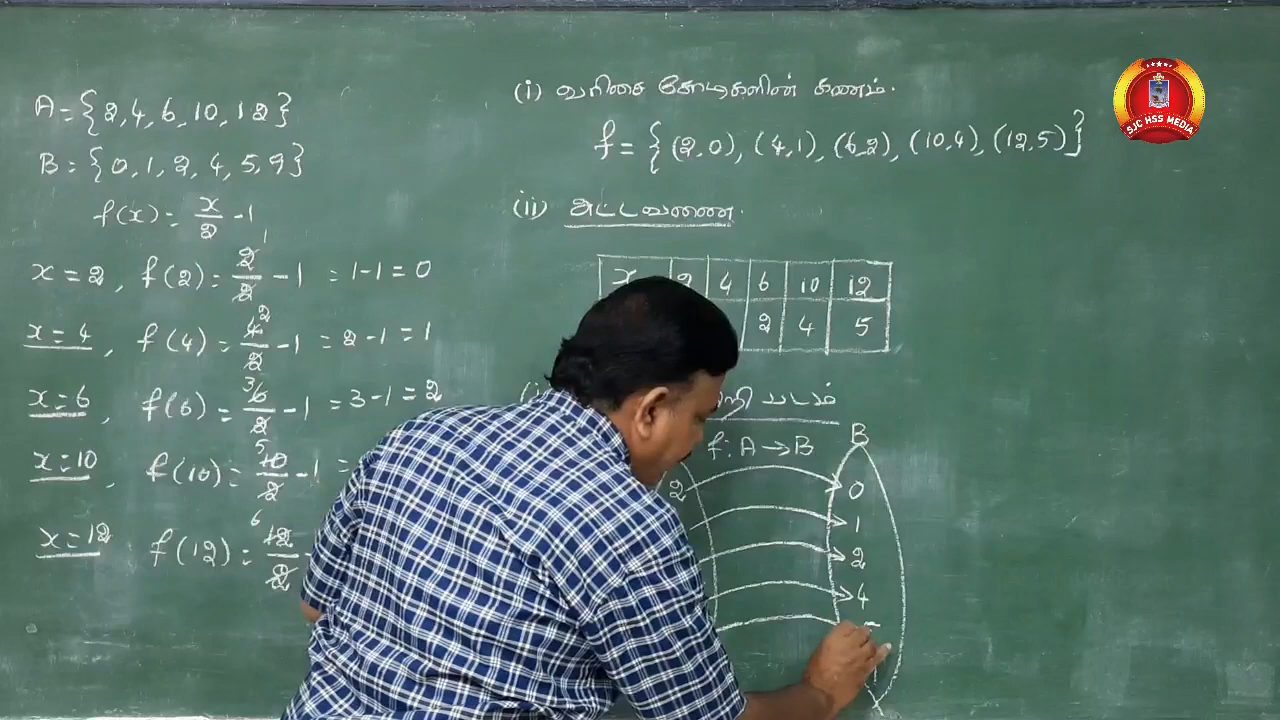 A = {2, 4, 6, 10, 12}
B = {0, 1, 2, 4, 5, 9}
f(x) = x/2 - 1
x = 2, f(2) = 2/2 - 1 = 1 - 1 = 0
x = 4, f(4) = 4/2 - 1 = 2 - 1 = 1
x = 6, f(6) = 6/2 - 1 = 3 - 1 = 2
x = 10, f(10) = 10/2 - 1 =
x = 12 f(12) = 12/2
(i) வரிசை சோடிகளின் கணம்.
f = {(2,0), (4,1), (6,2), (10,4), (12,5)}
(ii) அட்டவணை.
x 2 4 6 10 12
2 4 5
படம்
f: A → B B
2 0
1
2
4
SJC HSS MEDIA